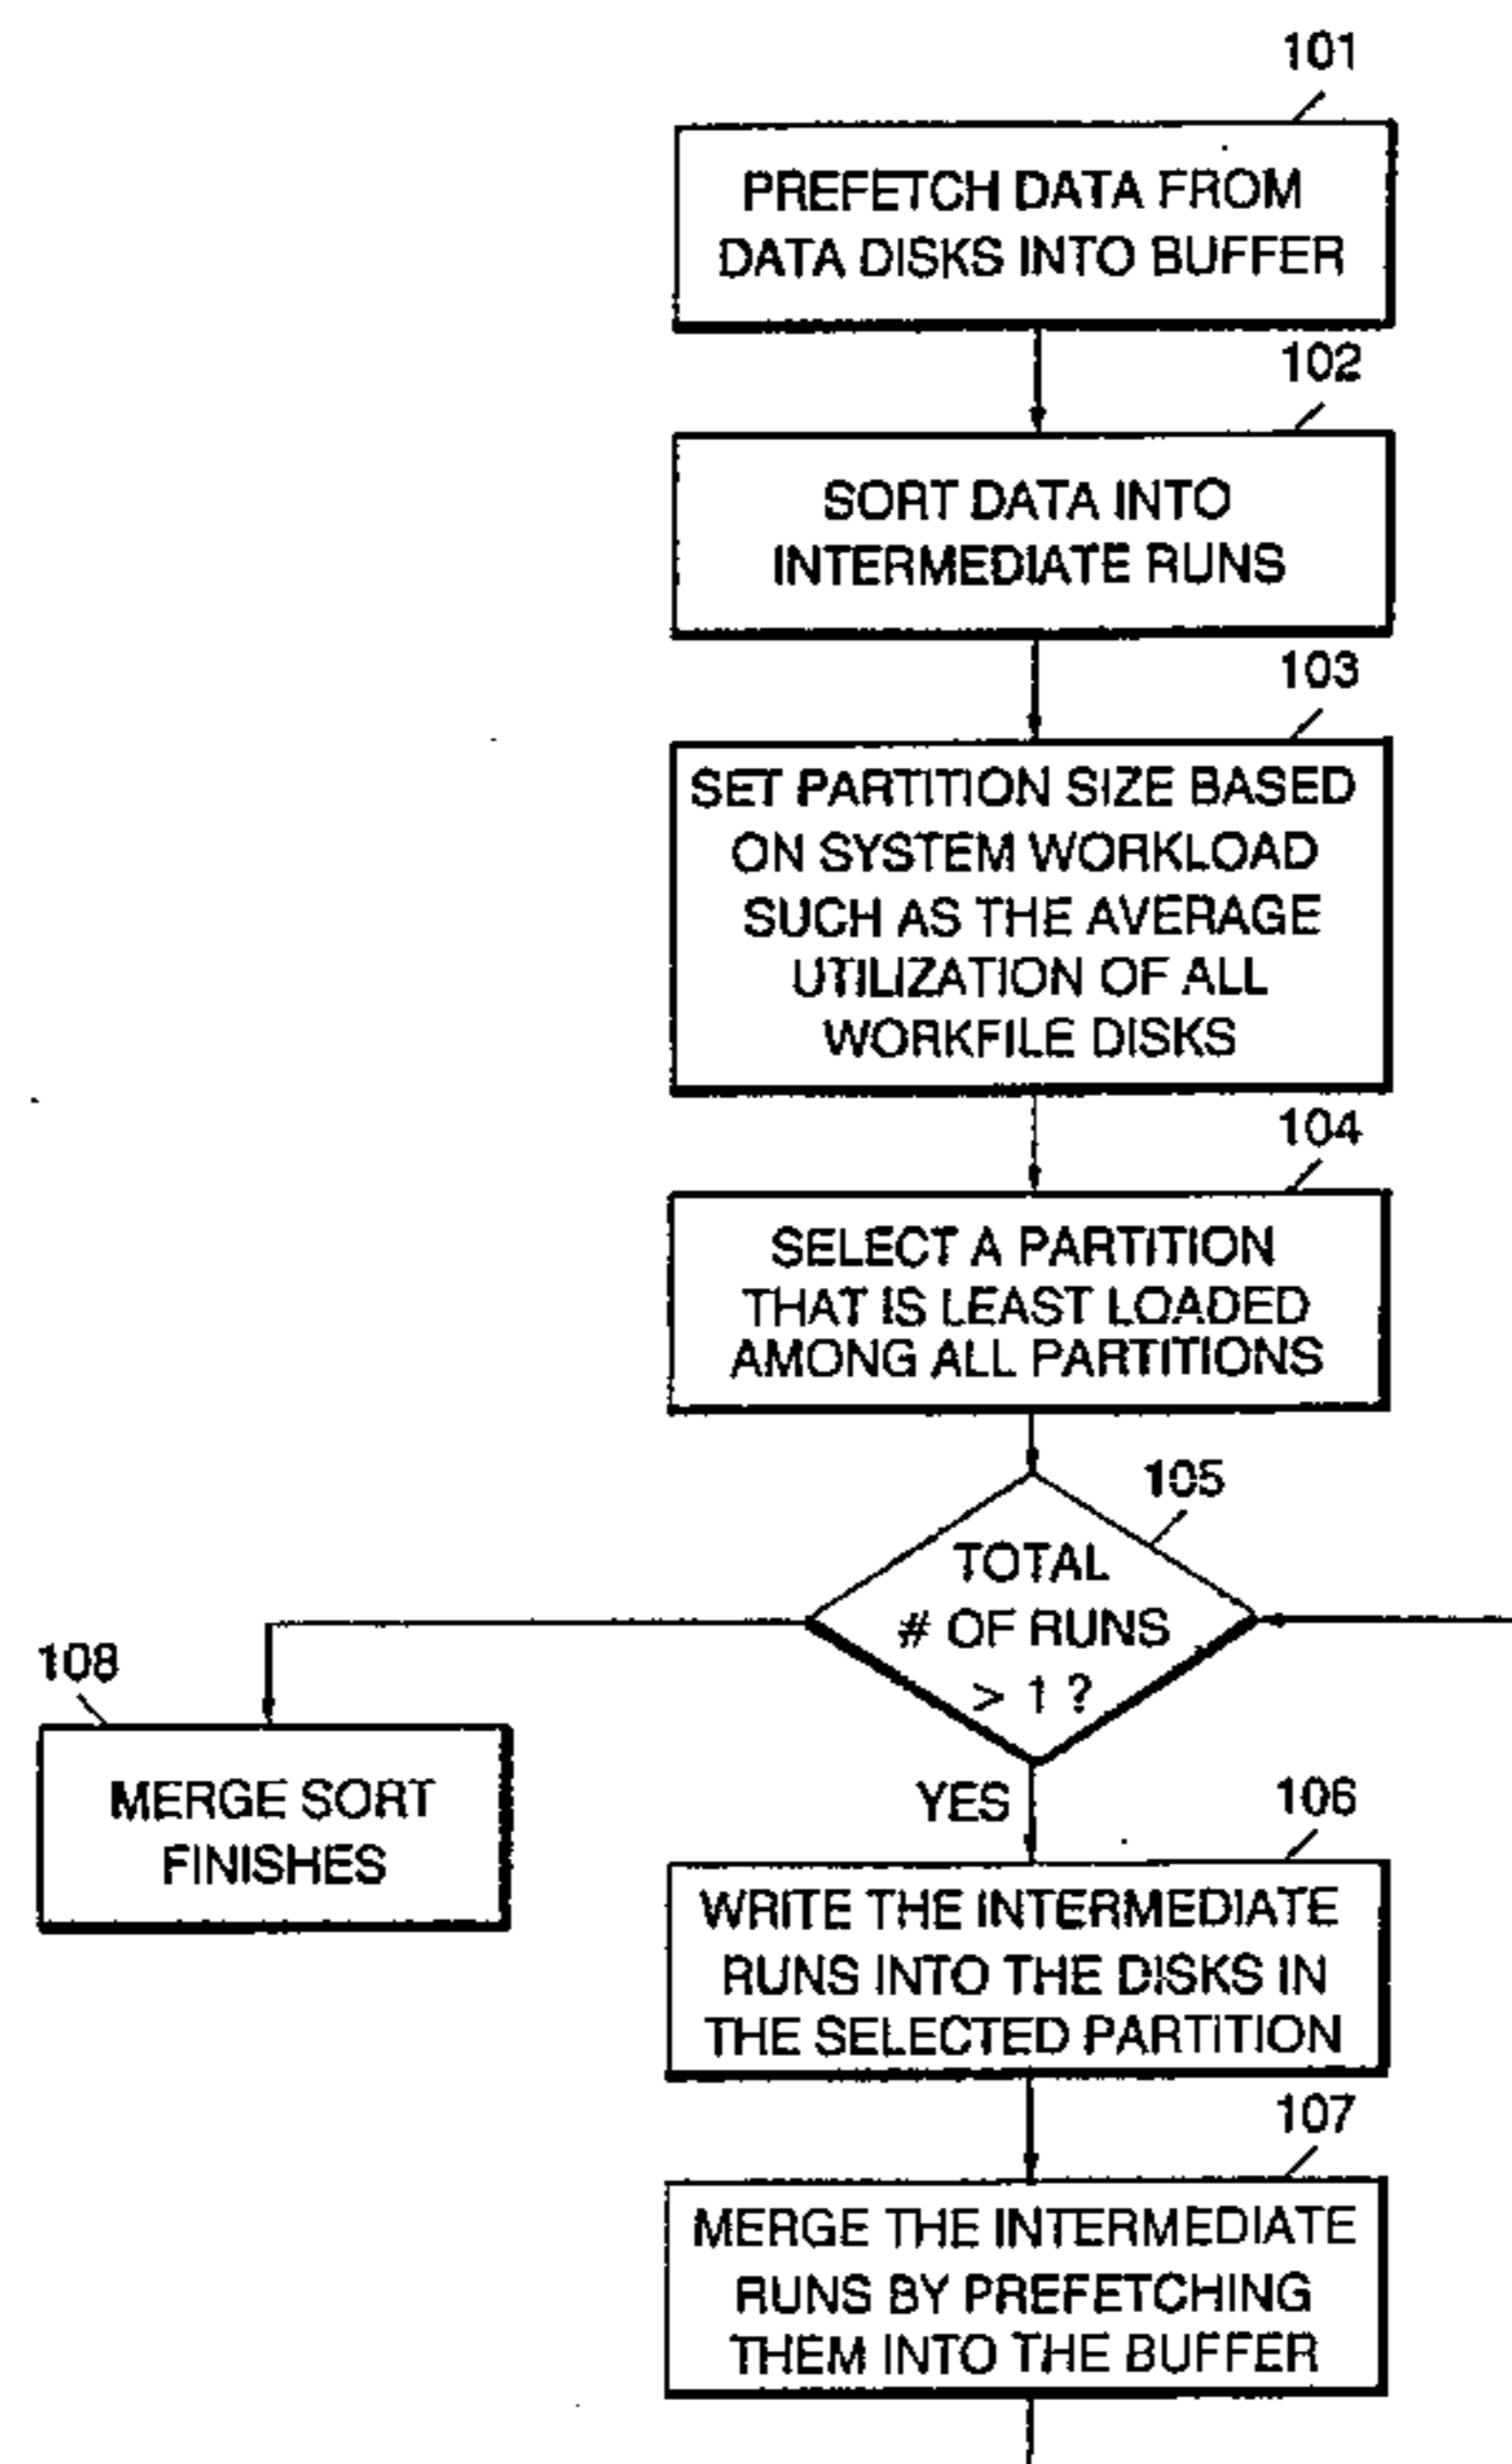 101
PREFETCH DATA FROM
DATA DISKS INTO BUFFER
102
SORT DATA INTO
INTERMEDIATE RUNS
103
SET PARTITION SIZE BASED
ON SYSTEM WORKLOAD
SUCH AS THE AVERAGE
UTILIZATION OF ALL
WORKFILE DISKS
104
SELECT A PARTITION
THAT IS LEAST LOADED
AMONG ALL PARTITIONS
105
TOTAL
# OF RUNS
> 1 ?
108
MERGE SORT
FINISHES
YES
106
WRITE THE INTERMEDIATE
RUNS INTO THE DISKS IN
THE SELECTED PARTITION
107
MERGE THE INTERMEDIATE
RUNS BY PREFETCHING
THEM INTO THE BUFFER